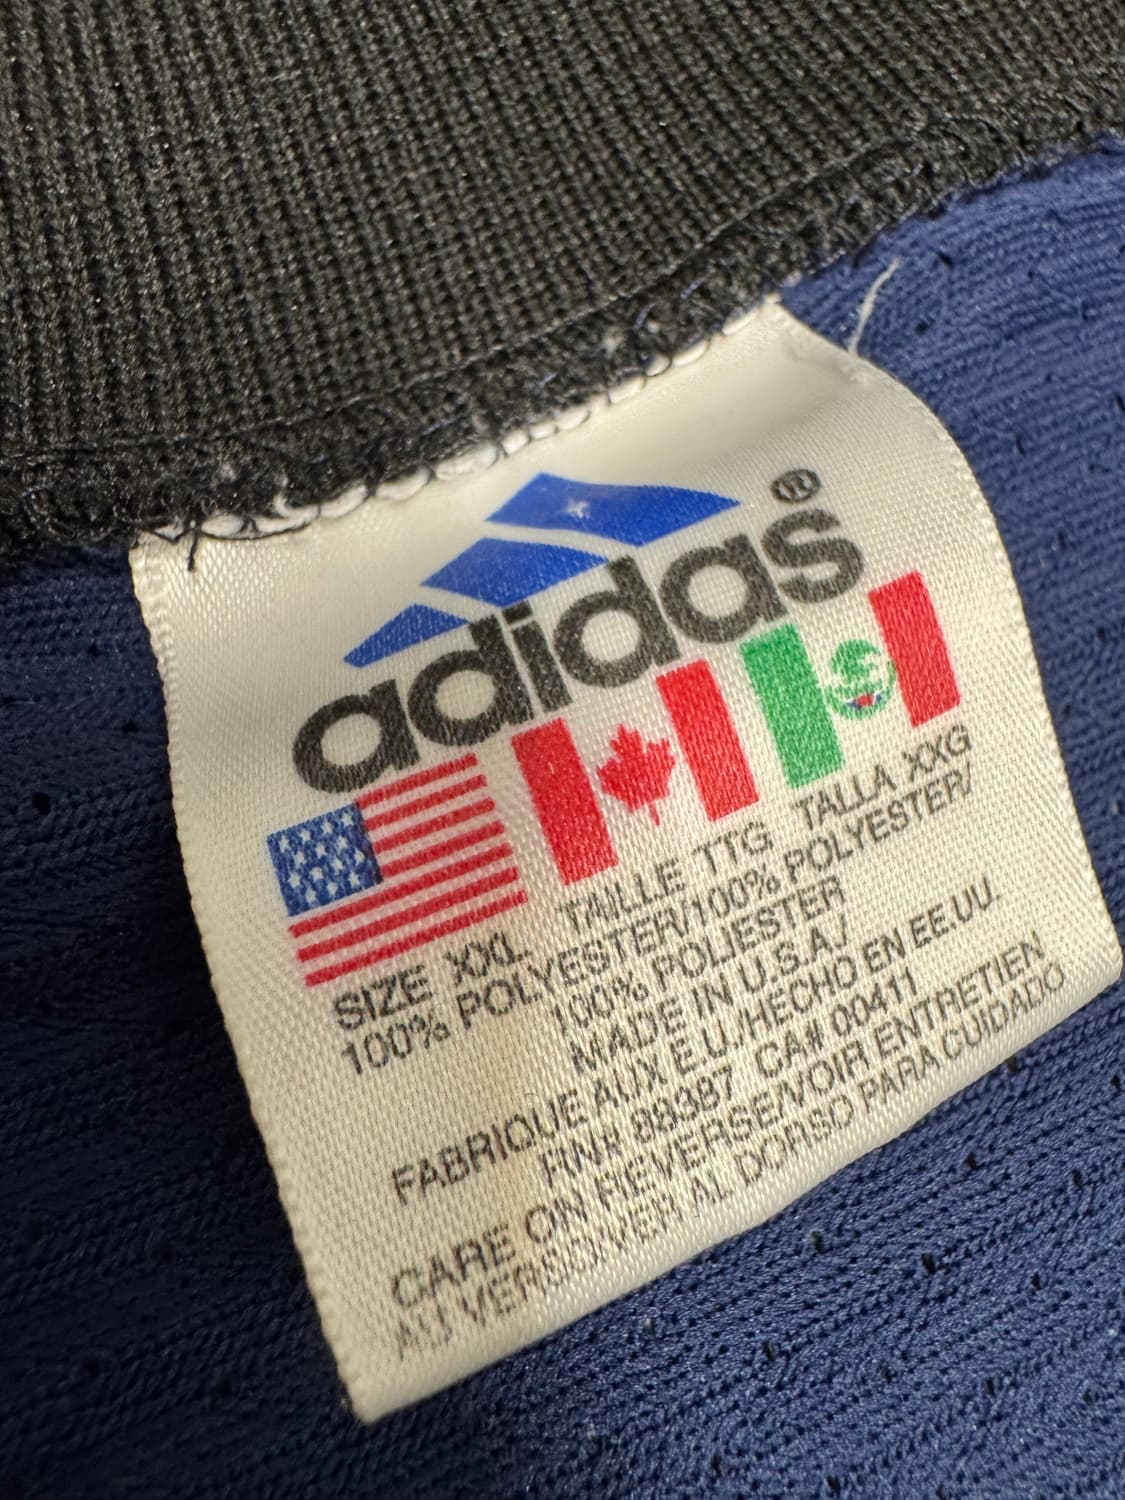 adidas®
SIZE XXL TAILLE TTG TALLA XXG
100% POLYESTER/100% POLYESTER/
100% POLIESTER
MADE IN U.S.A./
FABRIQUE AUX E.U./HECHO EN EE.UU.
RN# 88387 CA# 00411
CARE ON REVERSE/VOIR ENTRETIEN
AU VERSO/VER AL DORSO PARA CUIDADO